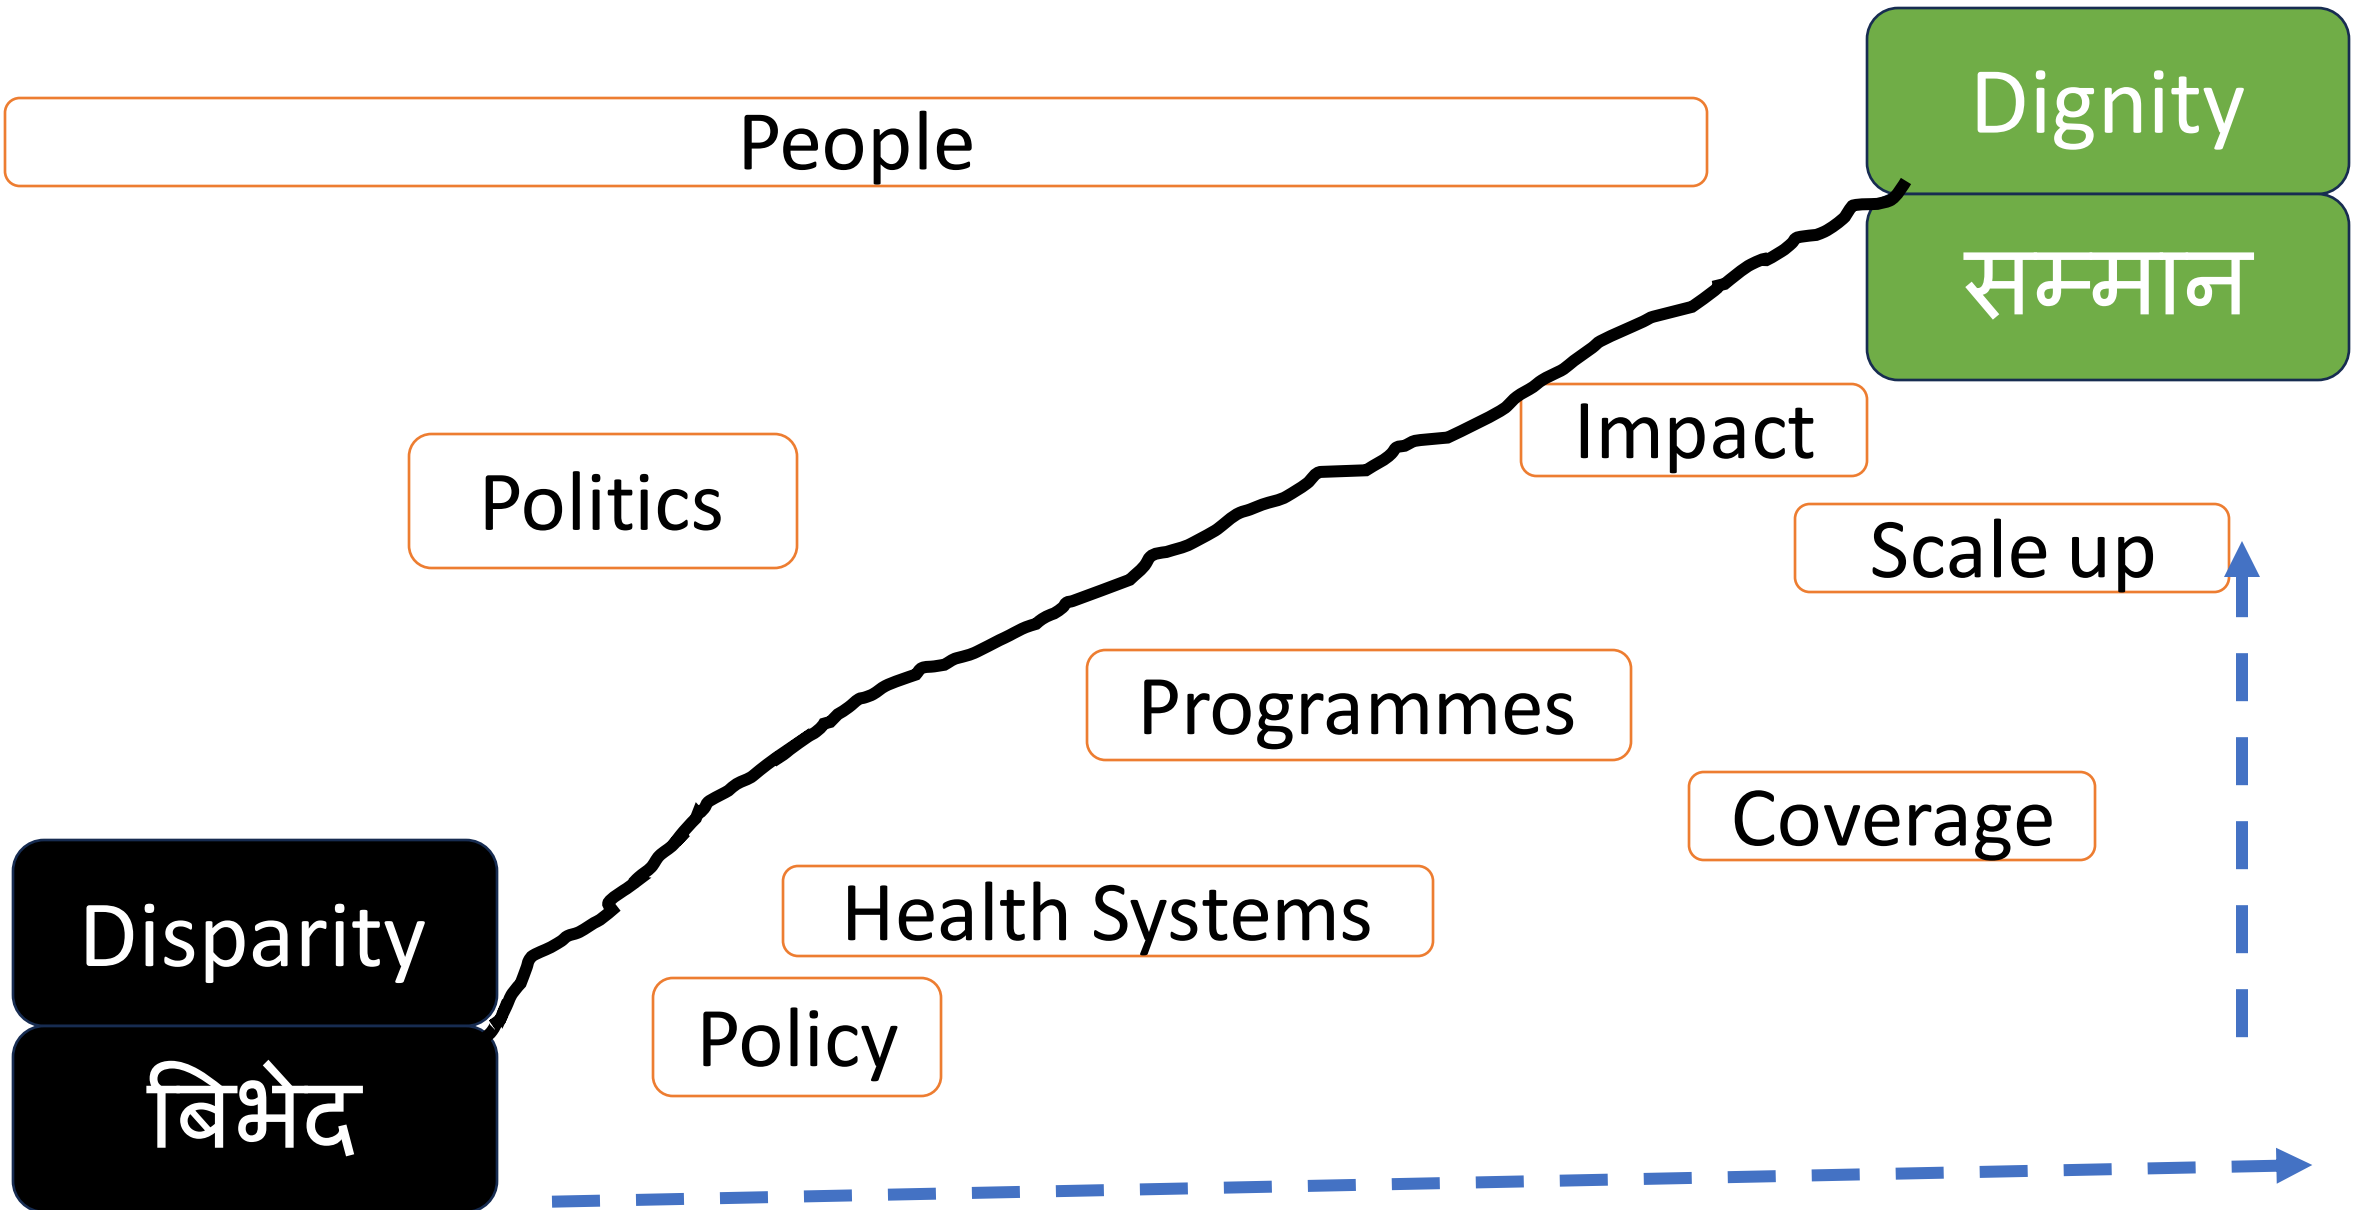 Dignity
People
सम्मान
Impact
Politics
Scale up
Programmes
Coverage
Health Systems
Disparity
Policy
बिभेद